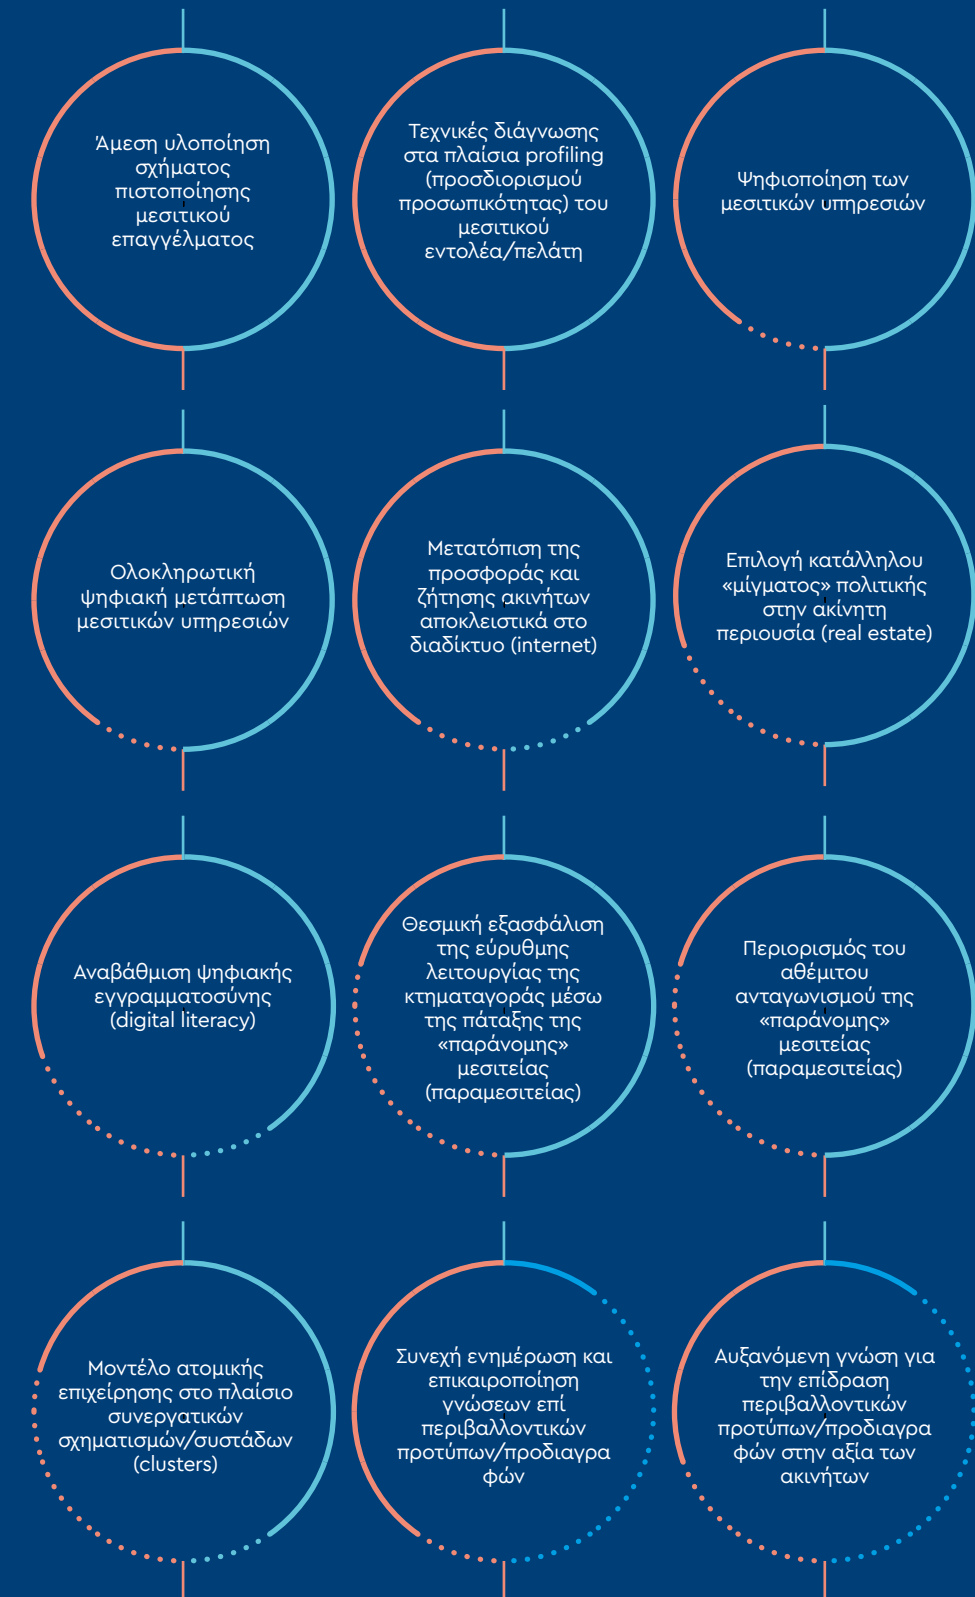 Άμεση υλοποίηση
σχήματος
πιστοποίησης
μεσιτικού
επαγγέλματος
Τεχνικές διάγνωσης
στα πλαίσια profiling
(προσδιορισμού
προσωπικότητας) του
μεσιτικού
εντολέα/πελάτη
Ψηφιοποίηση των
μεσιτικών υπηρεσιών
Ολοκληρωτική
ψηφιακή μετάπτωση
μεσιτικών υπηρεσιών
Μετατόπιση της
προσφοράς και
ζήτησης ακινήτων
αποκλειστικά στο
διαδίκτυο (internet)
Επιλογή κατάλληλου
«μίγματος» πολιτικής
στην ακίνητη
περιουσία (real estate)
Αναβάθμιση ψηφιακής
εγγραμματοσύνης
(digital literacy)
Θεσμική εξασφάλιση
της εύρυθμης
λειτουργίας της
κτηματαγοράς μέσω
της πάταξης της
«παράνομης»
μεσιτείας
(παραμεσιτείας)
Περιορισμός του
αθέμιτου
ανταγωνισμού της
«παράνομης»
μεσιτείας
(παραμεσιτείας)
Μοντέλο ατομικής
επιχείρησης στο πλαίσιο
συνεργατικών
σχηματισμών/συστάδων
(clusters)
Συνεχή ενημέρωση και
επικαιροποίηση
γνώσεων επί
περιβαλλοντικών
προτύπων/προδιαγρα
φών
Αυξανόμενη γνώση για
την επίδραση
περιβαλλοντικών
προτύπων/προδιαγρα
φών στην αξία των
ακινήτων